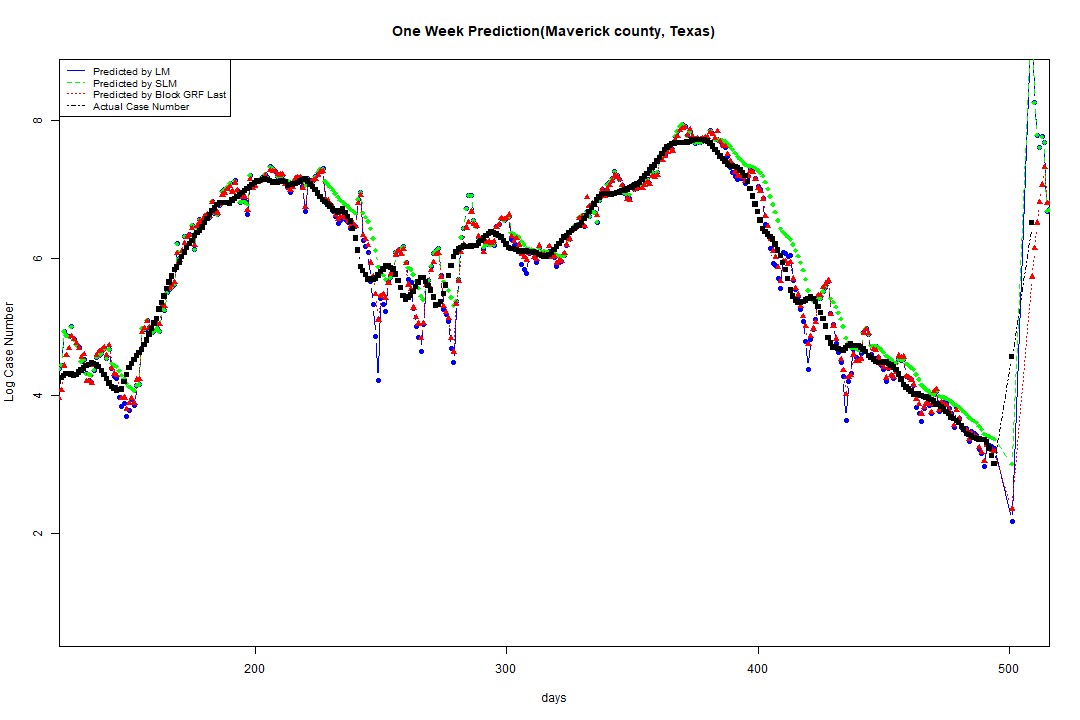 One Week Prediction(Maverick county, Texas)
Predicted by LM
Predicted by SLM
Predicted by Block GRF Last
Actual Case Number
8
6
4
2
Log Case Number
200 300 400 500
days